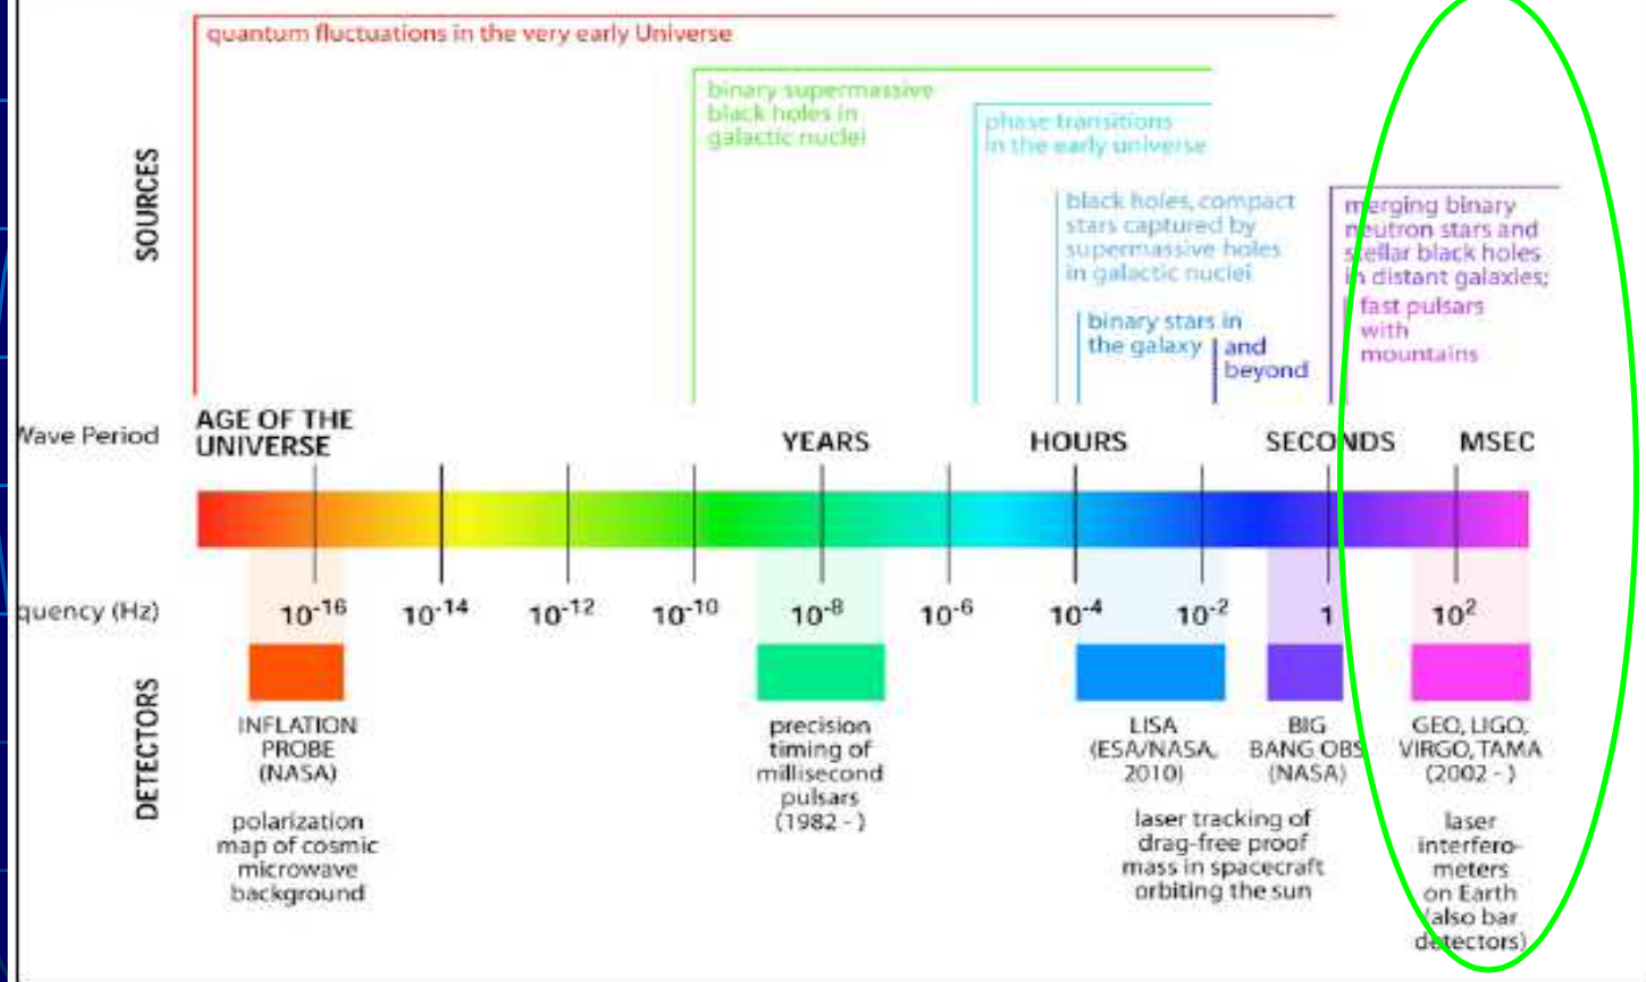 quantum fluctuations in the very early Universe
binary supermassive
black holes in
galactic nuclei
phase transitions
in the early universe
black holes, compact
stars captured by
supermassive holes
in galactic nuclei
binary stars in
the galaxy
and
beyond
merging binary
neutron stars and
stellar black holes
in distant galaxies;
fast pulsars
with
mountains
SOURCES
Wave Period
AGE OF THE
UNIVERSE
YEARS
HOURS
SECONDS
MSEC
quency (Hz)
10⁻¹⁶
10⁻¹⁴
10⁻¹²
10⁻¹⁰
10⁻⁸
10⁻⁶
10⁻⁴
10⁻²
1
10²
DETECTORS
INFLATION
PROBE
(NASA)
polarization
map of cosmic
microwave
background
precision
timing of
millisecond
pulsars
(1982 - )
LISA
(ESA/NASA,
2010)
BIG
BANG OBS
(NASA)
laser tracking of
drag-free proof
mass in spacecraft
orbiting the sun
GEO, LIGO,
VIRGO, TAMA
(2002 - )
laser
interfero-
meters
on Earth
(also bar
detectors)